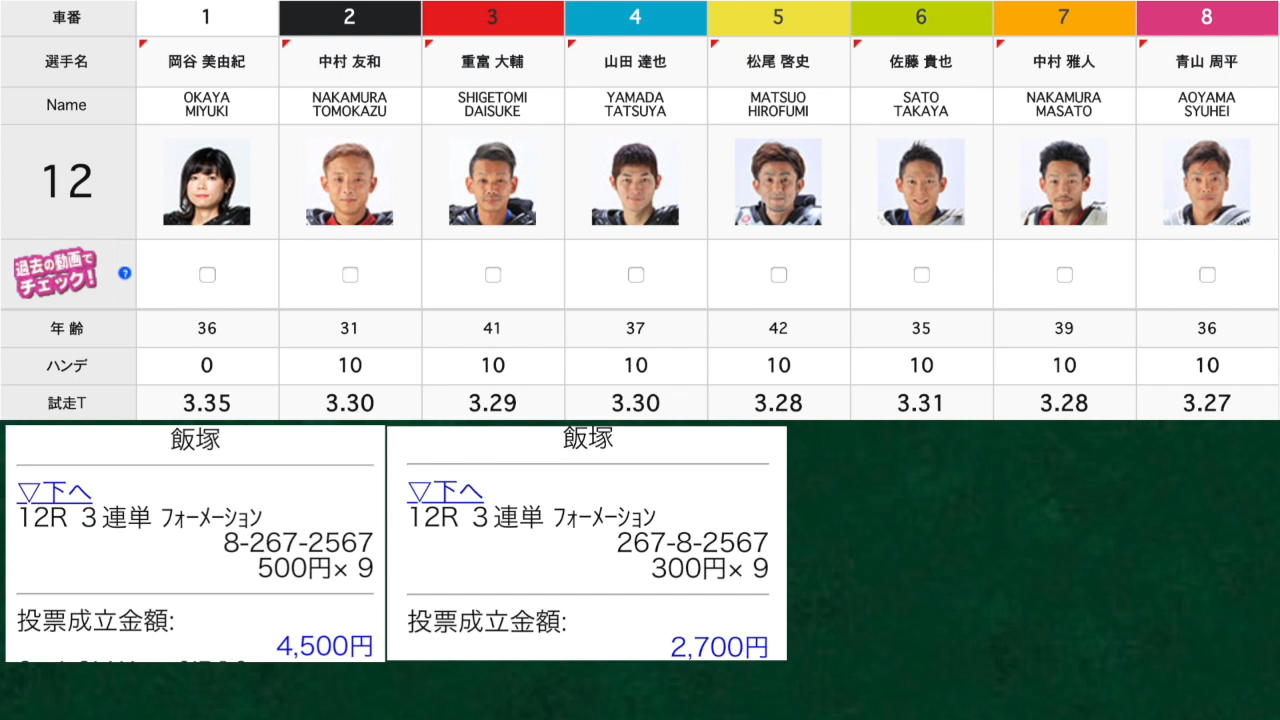 車番 1 2 3 4 5 6 7 8
選手名 岡谷 美由紀 中村 友和 重富 大輔 山田 達也 松尾 啓史 佐藤 貴也 中村 雅人 青山 周平
Name OKAYA MIYUKI NAKAMURA TOMOKAZU SHIGETOMI DAISUKE YAMADA TATSUYA MATSUO HIROFUMI SATO TAKAYA NAKAMURA MASATO AOYAMA SYUHEI
12
過去の動画で
チェック!
?
年齢 36 31 41 37 42 35 39 36
ハンデ 0 10 10 10 10 10 10 10
試走T 3.35 3.30 3.29 3.30 3.28 3.31 3.28 3.27
飯塚
▽下へ
12R 3連単 フォーメーション
8-267-2567
500円× 9
投票成立金額:
4,500円
飯塚
▽下へ
12R 3連単 フォーメーション
267-8-2567
300円× 9
投票成立金額:
2,700円